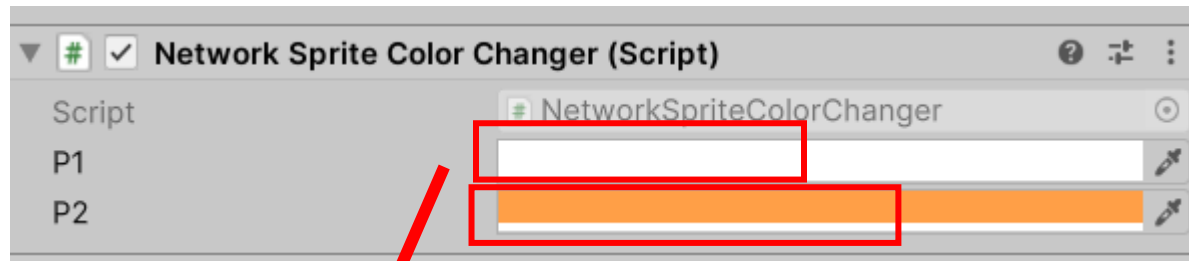 Network Sprite Color Changer (Script)
Script NetworkSpriteColorChanger
P1
P2